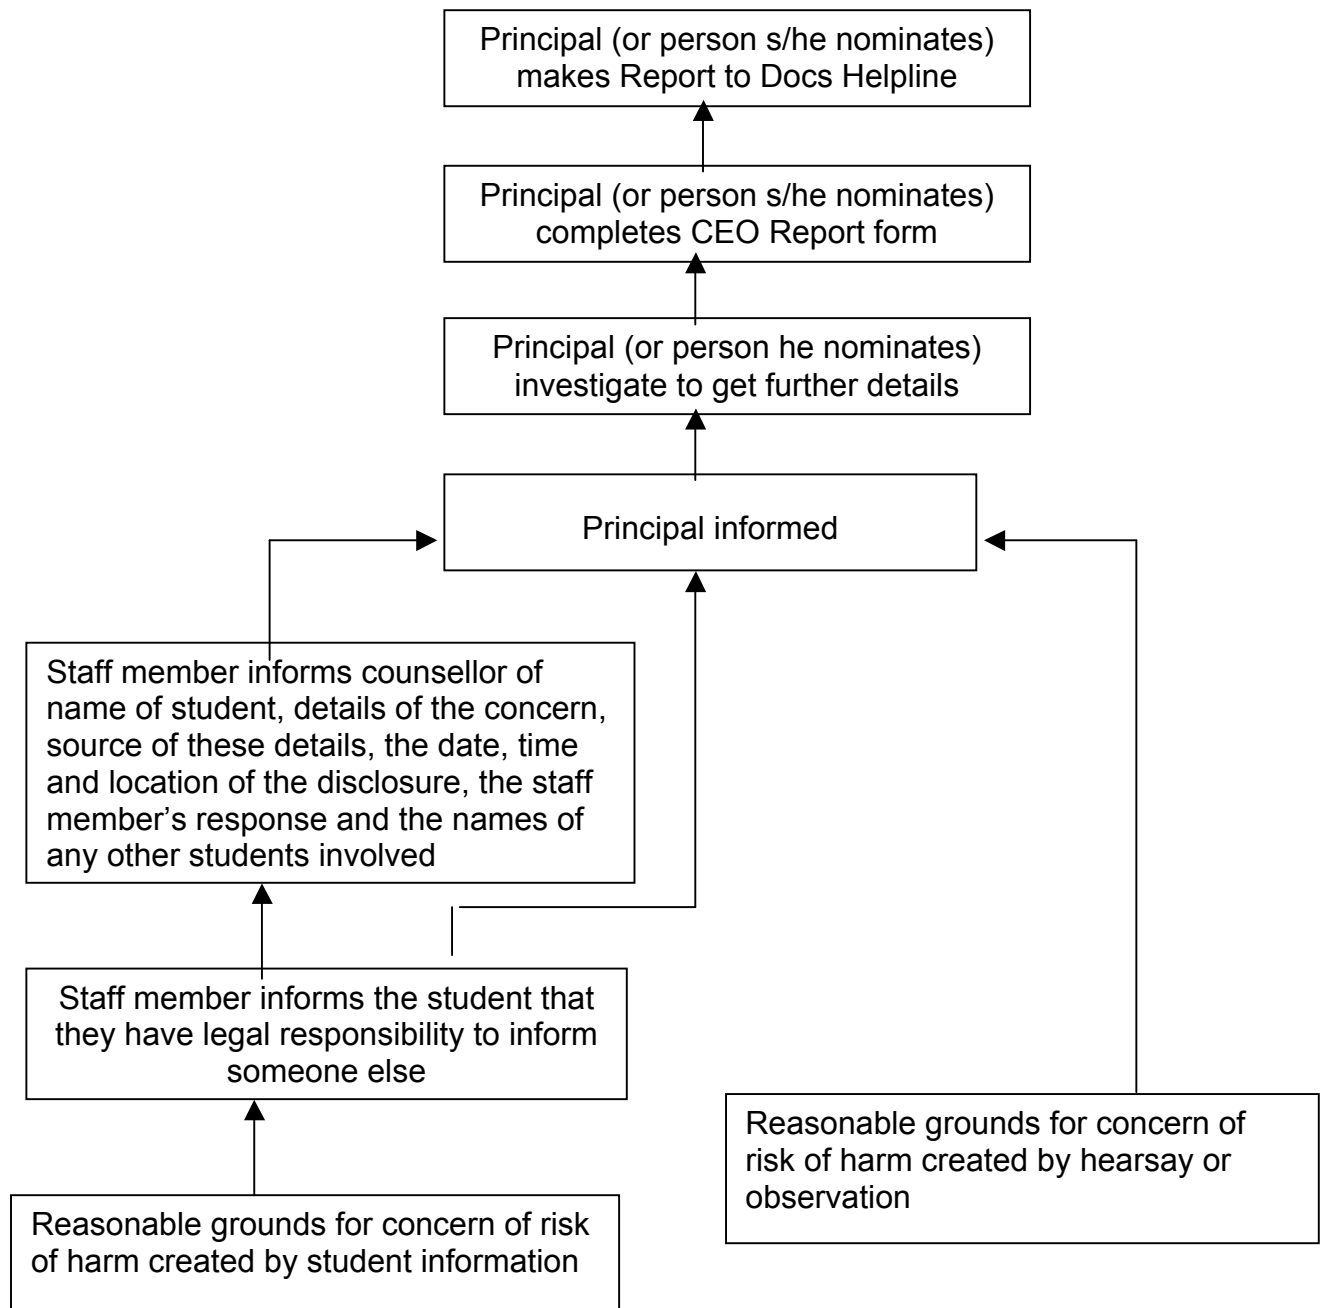 Principal (or person s/he nominates)
makes Report to Docs Helpline
Principal (or person s/he nominates)
completes CEO Report form
Principal (or person he nominates)
investigate to get further details
Principal informed
Staff member informs counsellor of
name of student, details of the concern,
source of these details, the date, time
and location of the disclosure, the staff
member’s response and the names of
any other students involved
Staff member informs the student that
they have legal responsibility to inform
someone else
Reasonable grounds for concern of
risk of harm created by hearsay or
observation
Reasonable grounds for concern of risk
of harm created by student information